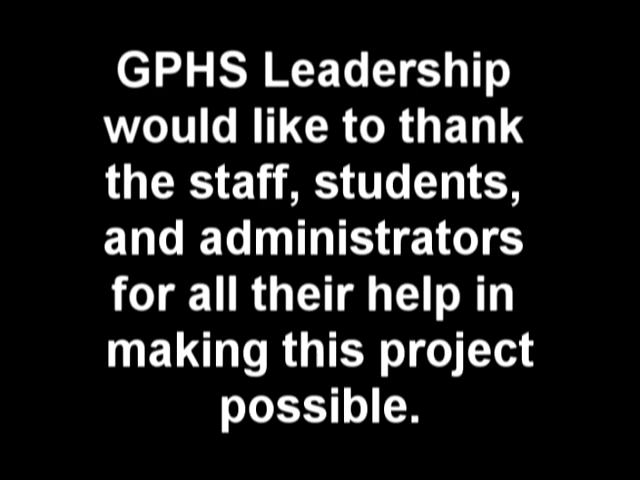 GPHS Leadership
would like to thank
the staff, students,
and administrators
for all their help in
making this project
possible.